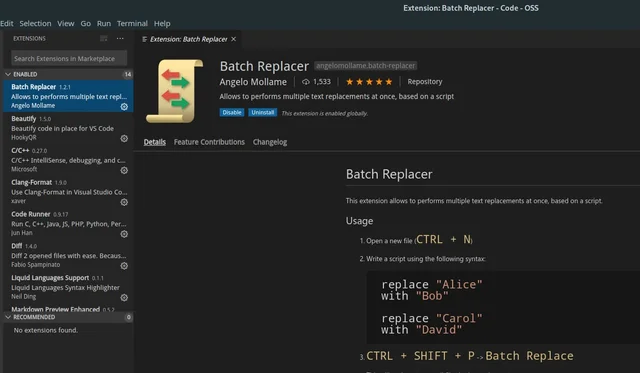 Extension: Batch Replacer - Code - OSS
Edit Selection View Go Run Terminal Help
EXTENSIONS
Search Extensions in Marketplace
ENABLED 14
Batch Replacer 1.2.1
Allows to performs multiple text repl...
Angelo Mollame
Beautify 1.5.0
Beautify code in place for VS Code
HookyQR
C/C++ 0.27.0
C/C++ IntelliSense, debugging, and c...
Microsoft
Clang-Format 1.9.0
Use Clang-Format in Visual Studio Co...
xaver
Code Runner 0.9.17
Run C, C++, Java, JS, PHP, Python, Per...
Jun Han
Diff 1.4.0
Diff 2 opened files with ease. Becaus...
Fabio Spampinato
Liquid Languages Support 0.1.1
Liquid Languages Syntax Highlighter
Neil Ding
Markdown Preview Enhanced 0.5.2
RECOMMENDED 0
No extensions found.
Extension: Batch Replacer
Batch Replacer angelomollame.batch-replacer
Angelo Mollame 1,533 Repository
Allows to performs multiple text replacements at once, based on a script
Disable Uninstall This extension is enabled globally.
Details Feature Contributions Changelog
Batch Replacer
This extension allows to performs multiple text replacements at once, based on a script.
Usage
1. Open a new file (CTRL + N)
2. Write a script using the following syntax:
replace "Alice"
with "Bob"
replace "Carol"
with "David"
3. CTRL + SHIFT + P -> Batch Replace